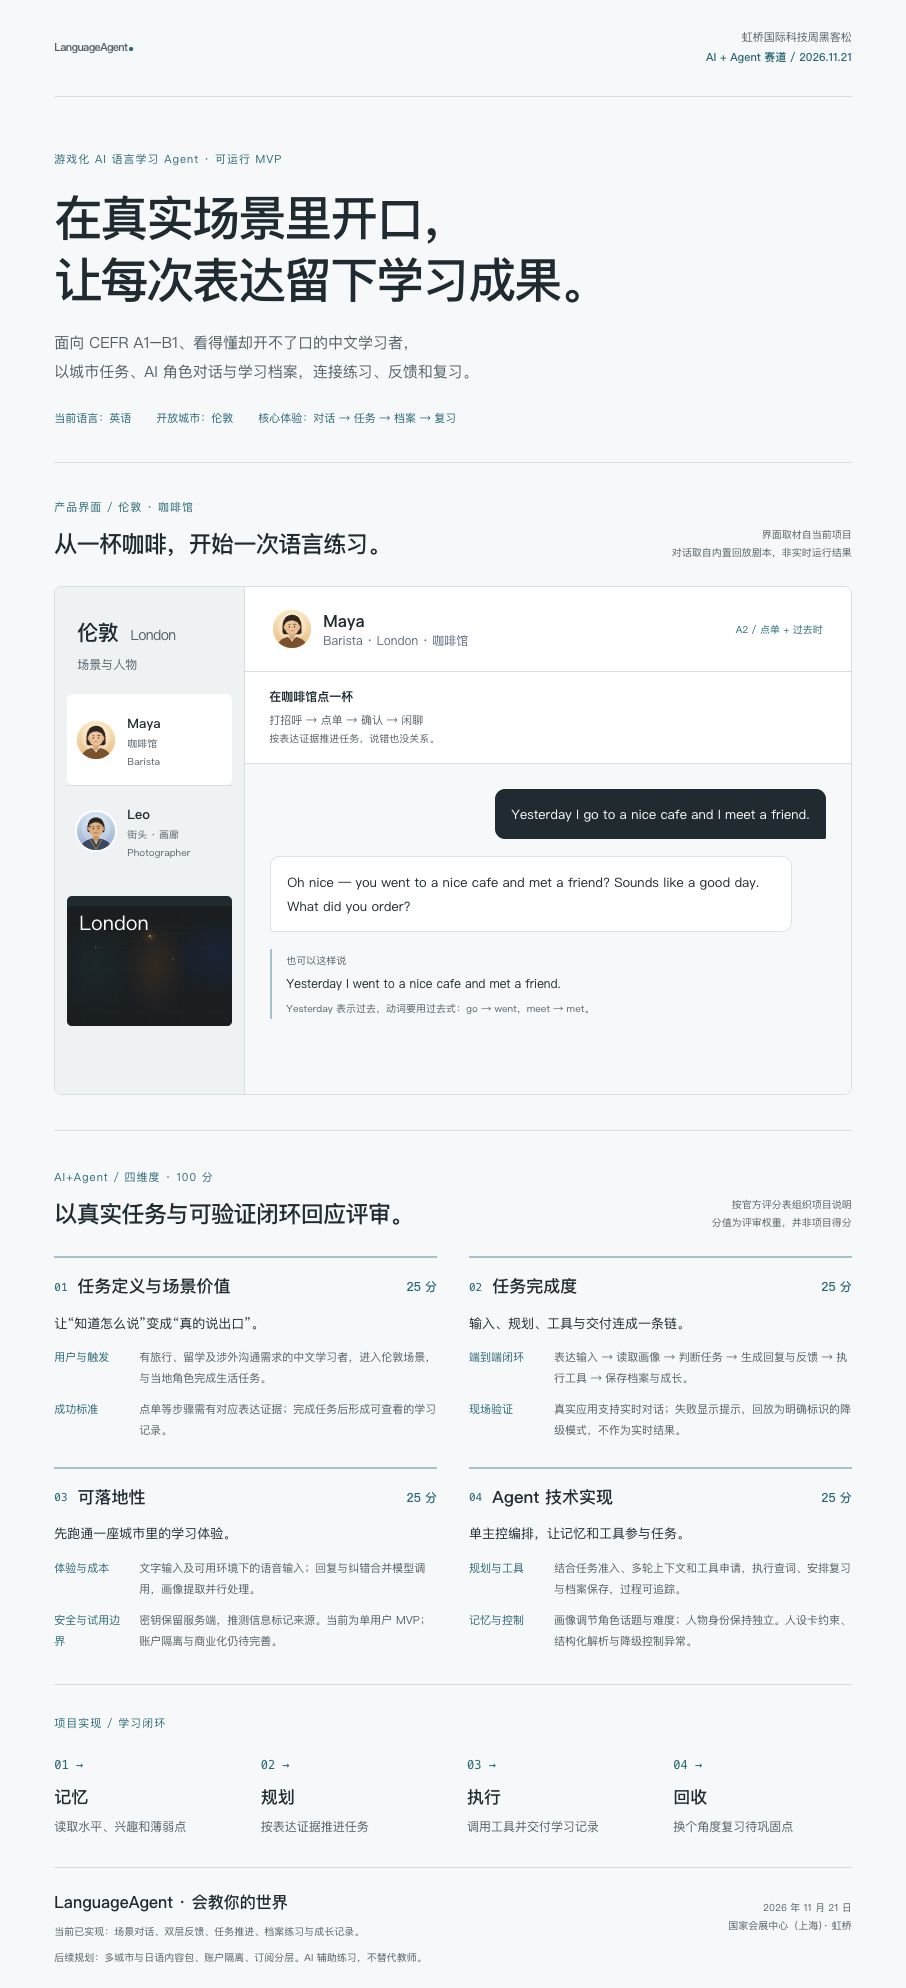 LanguageAgent
虹桥国际科技周黑客松
AI + Agent 赛道 / 2026.11.21
游戏化 AI 语言学习 Agent · 可运行 MVP
在真实场景里开口，
让每次表达留下学习成果。
面向 CEFR A1—B1、看得懂却开不了口的中文学习者，
以城市任务、AI 角色对话与学习档案，连接练习、反馈和复习。
当前语言：英语 开放城市：伦敦 核心体验：对话 → 任务 → 档案 → 复习
产品界面 / 伦敦 · 咖啡馆
从一杯咖啡，开始一次语言练习。
界面取材自当前项目
对话取自内置回放剧本，非实时运行结果
伦敦 London
场景与人物
Maya
咖啡馆
Barista
Leo
街头 · 画廊
Photographer
London
Maya
Barista · London · 咖啡馆
A2 / 点单 + 过去时
在咖啡馆点一杯
打招呼 → 点单 → 确认 → 闲聊
按表达证据推进任务，说错也没关系。
Yesterday I go to a nice cafe and I meet a friend.
Oh nice — you went to a nice cafe and met a friend? Sounds like a good day.
What did you order?
也可以这样说
Yesterday I went to a nice cafe and met a friend.
Yesterday 表示过去，动词要用过去式：go → went，meet → met。
AI+Agent / 四维度 · 100 分
以真实任务与可验证闭环回应评审。
按官方评分表组织项目说明
分值为评审权重，并非项目得分
01 任务定义与场景价值 25 分
让“知道怎么说”变成“真的说出口”。
用户与触发 有旅行、留学及涉外沟通需求的中文学习者，进入伦敦场景，
与当地角色完成生活任务。
成功标准 点单等步骤需有对应表达证据；完成任务后形成可查看的学习
记录。
02 任务完成度 25 分
输入、规划、工具与交付连成一条链。
端到端闭环 表达输入 → 读取画像 → 判断任务 → 生成回复与反馈 → 执
行工具 → 保存档案与成长。
现场验证 真实应用支持实时对话；失败显示提示，回放为明确标识的降
级模式，不作为实时结果。
03 可落地性 25 分
先跑通一座城市里的学习体验。
体验与成本 文字输入及可用环境下的语音输入；回复与纠错合并模型调
用，画像提取并行处理。
安全与试用边 密钥保留服务端，推测信息标记来源。当前为单用户 MVP；
界 账户隔离与商业化仍待完善。
04 Agent 技术实现 25 分
单主控编排，让记忆和工具参与任务。
规划与工具 结合任务准入、多轮上下文和工具申请，执行查词、安排复习
与档案保存，过程可追踪。
记忆与控制 画像调节角色话题与难度；人物身份保持独立。人设卡约束、
结构化解析与降级控制异常。
项目实现 / 学习闭环
01 →
记忆
读取水平、兴趣和薄弱点
02 →
规划
按表达证据推进任务
03 →
执行
调用工具并交付学习记录
04 →
回收
换个角度复习待巩固点
LanguageAgent · 会教你的世界
当前已实现：场景对话、双层反馈、任务推进、档案练习与成长记录。
后续规划：多城市与日语内容包、账户隔离、订阅分层。AI 辅助练习，不替代教师。
2026 年 11 月 21 日
国家会展中心（上海）· 虹桥